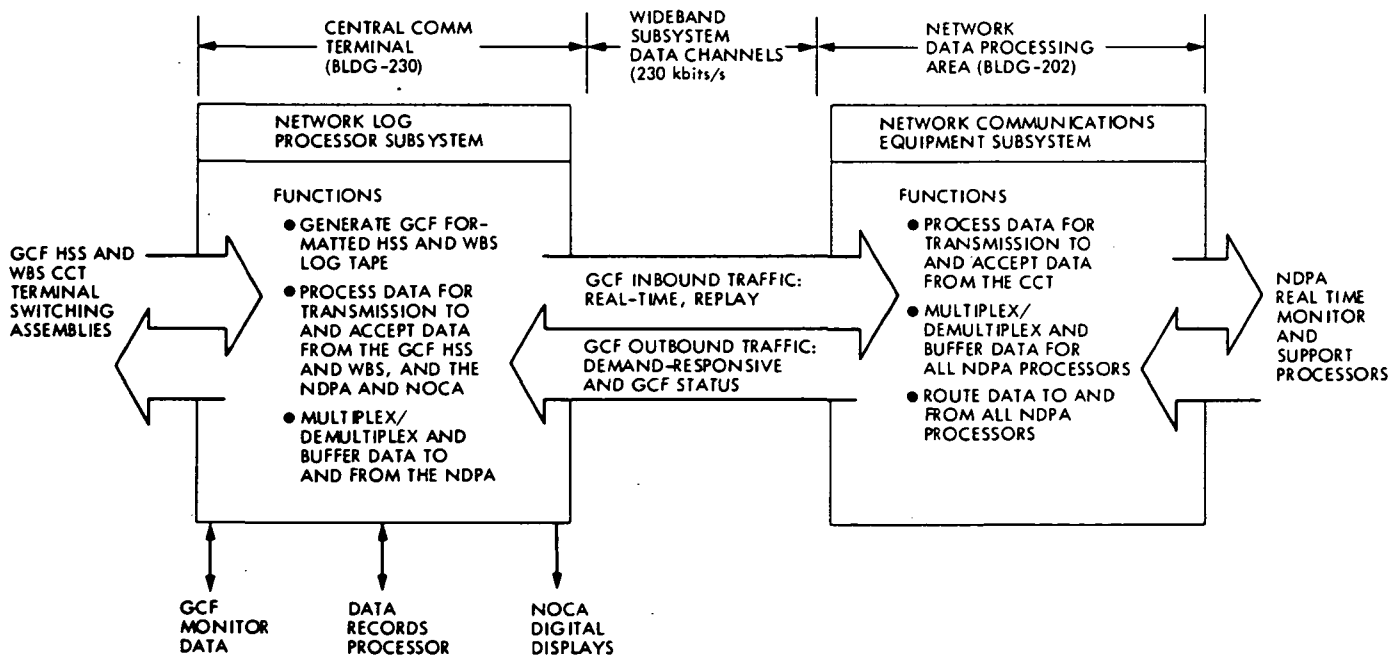 CENTRAL COMM
TERMINAL
(BLDG-230)
WIDEBAND
SUBSYSTEM
DATA CHANNELS
(230 kbits/s
NETWORK
DATA PROCESSING
AREA (BLDG-202)
NETWORK LOG
PROCESSOR SUBSYSTEM
NETWORK COMMUNICATIONS
EQUIPMENT SUBSYSTEM
GCF HSS AND
WBS CCT
TERMINAL
SWITCHING
ASSEMBLIES
FUNCTIONS
● GENERATE GCF FOR-
MATTED HSS AND WBS
LOG TAPE
● PROCESS DATA FOR
TRANSMISSION TO
AND ACCEPT DATA
FROM THE GCF HSS
AND WBS, AND THE
NDPA AND NOCA
● MULTIPLEX/
DEMULTIPLEX AND
BUFFER DATA TO
AND FROM THE NDPA
GCF INBOUND TRAFFIC:
REAL-TIME, REPLAY
GCF OUTBOUND TRAFFIC:
DEMAND-RESPONSIVE
AND GCF STATUS
FUNCTIONS
● PROCESS DATA FOR
TRANSMISSION TO
AND ACCEPT DATA
FROM THE CCT
● MULTIPLEX/
DEMULTIPLEX AND
BUFFER DATA FOR
ALL NDPA PROCESSORS
● ROUTE DATA TO AND
FROM ALL NDPA
PROCESSORS
NDPA
REAL TIME
MONITOR
AND
SUPPORT
PROCESSORS
GCF
MONITOR
DATA
DATA
RECORDS
PROCESSOR
NOCA
DIGITAL
DISPLAYS